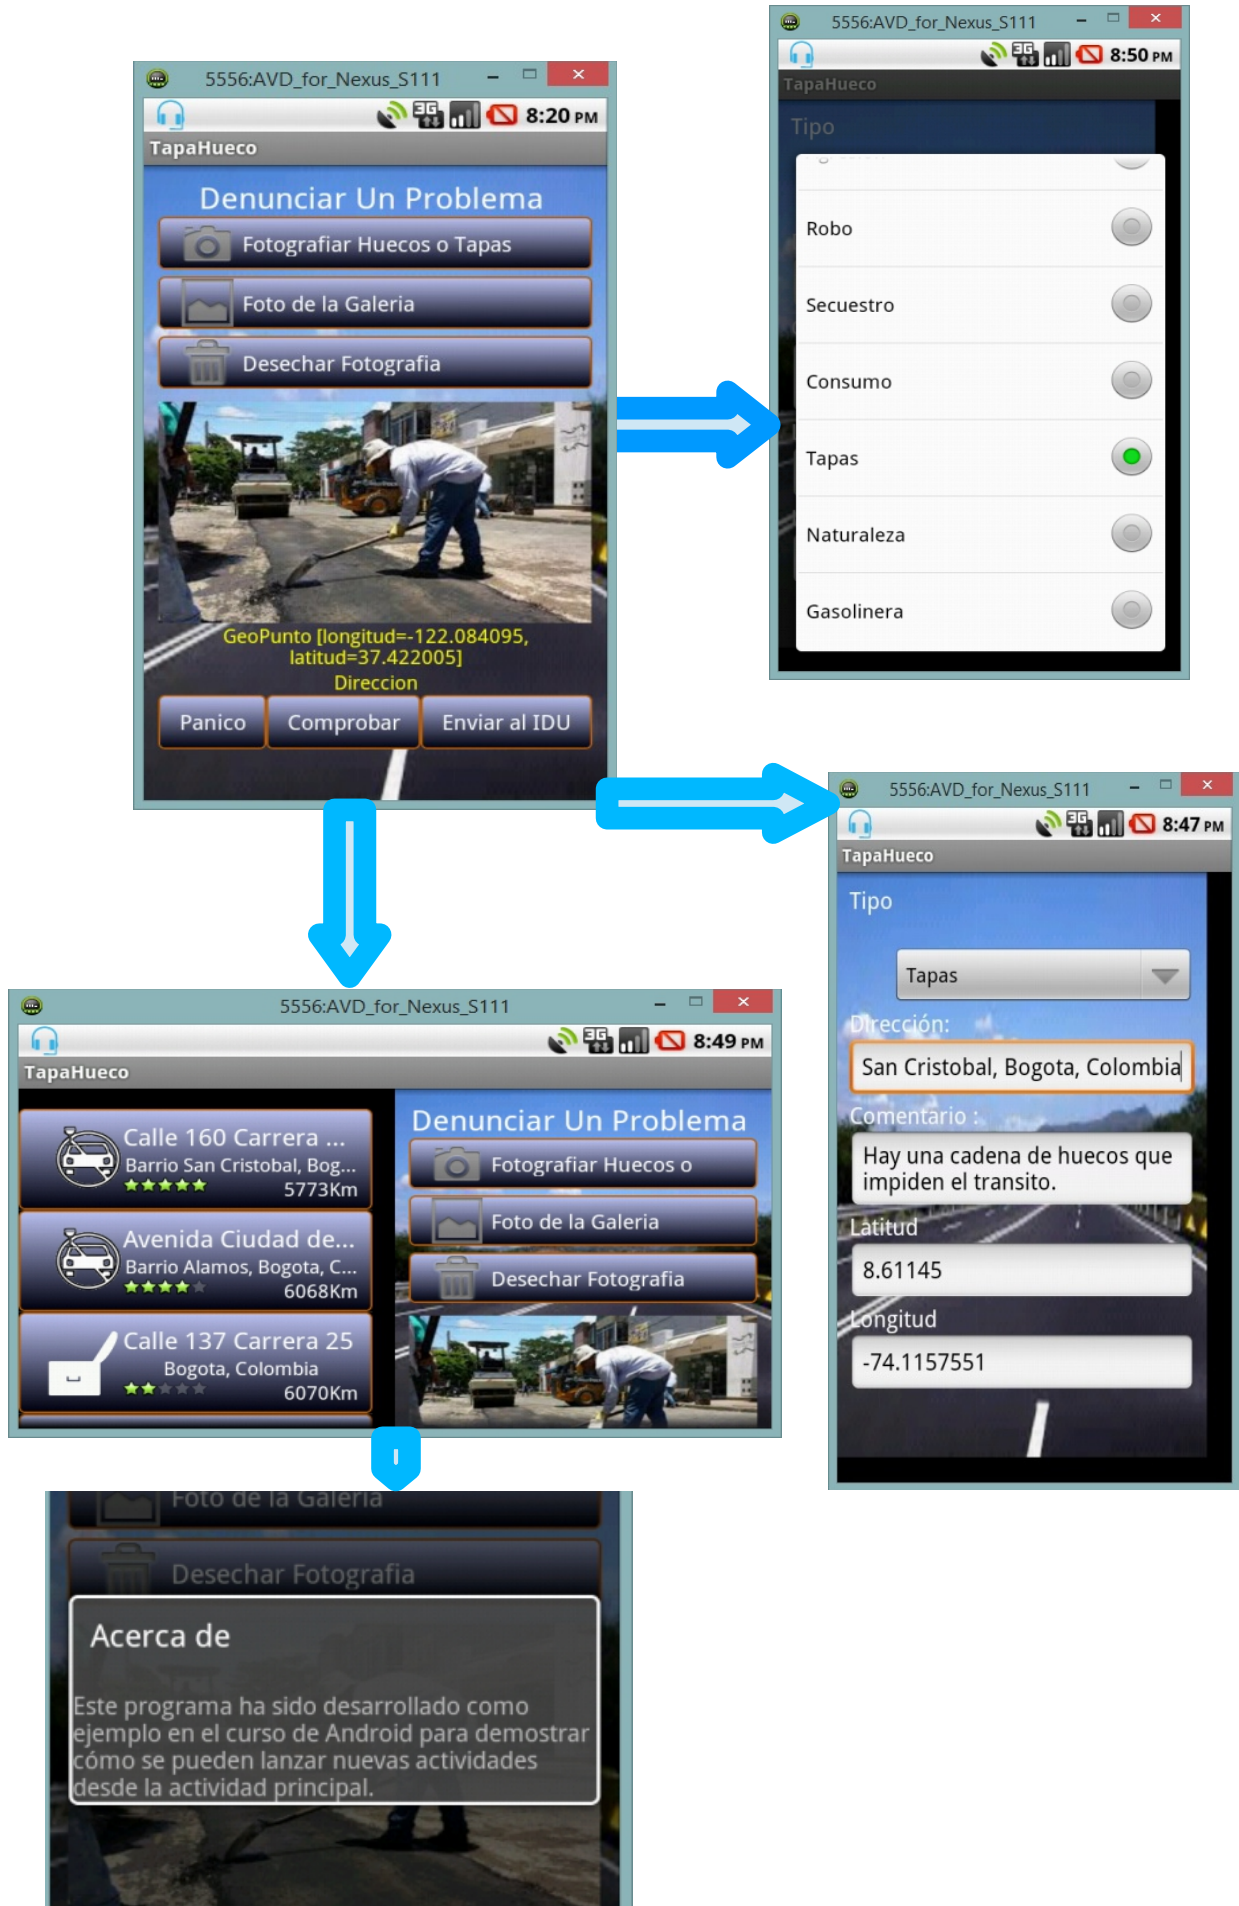 5556:AVD_for_Nexus_S111
3G
8:20 PM
TapaHueco
Denunciar Un Problema
Fotografiar Huecos o Tapas
Foto de la Galeria
Desechar Fotografia
GeoPunto [longitud=-122.084095,
latitud=37.422005]
Direccion
Panico
Comprobar
Enviar al IDU
5556:AVD_for_Nexus_S111
3G
8:50 PM
TapaHueco
Tipo
Robo
Secuestro
Consumo
Tapas
Naturaleza
Gasolinera
5556:AVD_for_Nexus_S111
3G
8:47 PM
TapaHueco
Tipo
Tapas
Dirección:
San Cristobal, Bogota, Colombia
Comentario :
Hay una cadena de huecos que
impiden el transito.
Latitud
8.61145
Longitud
-74.1157551
5556:AVD_for_Nexus_S111
3G
8:49 PM
TapaHueco
Calle 160 Carrera ...
Barrio San Cristobal, Bog...
5773Km
Avenida Ciudad de...
Barrio Alamos, Bogota, C...
6068Km
Calle 137 Carrera 25
Bogota, Colombia
6070Km
Denunciar Un Problema
Fotografiar Huecos o
Foto de la Galeria
Desechar Fotografia
Foto de la Galeria
Desechar Fotografia
Acerca de
Este programa ha sido desarrollado como
ejemplo en el curso de Android para demostrar
cómo se pueden lanzar nuevas actividades
desde la actividad principal.